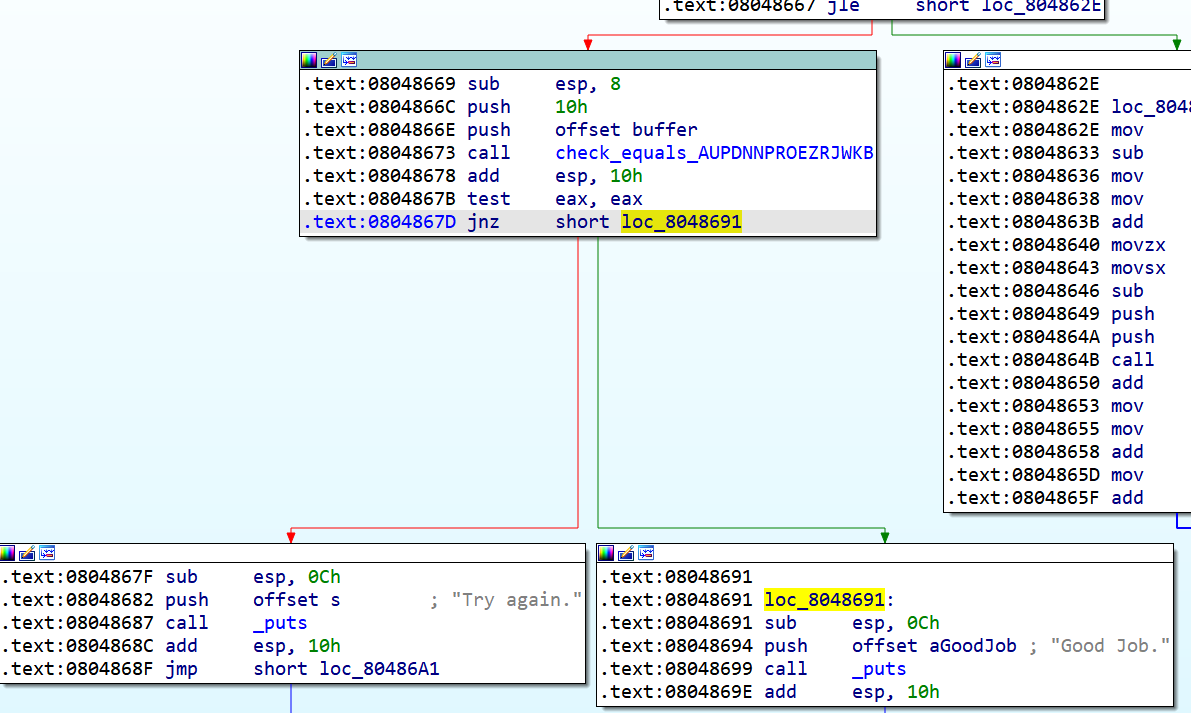 .text:08048667 jle     short loc_804862E
.text:08048669 sub     esp, 8
.text:0804866C push    10h
.text:0804866E push    offset buffer
.text:08048673 call    check_equals_AUPDNNPROEZRJWKB
.text:08048678 add     esp, 10h
.text:0804867B test    eax, eax
.text:0804867D jnz     short loc_8048691
.text:0804862E
.text:0804862E loc_804
.text:0804862E mov
.text:08048633 sub
.text:08048636 mov
.text:08048638 mov
.text:0804863B add
.text:08048640 movzx
.text:08048643 movsx
.text:08048646 sub
.text:08048649 push
.text:0804864A push
.text:0804864B call
.text:08048650 add
.text:08048653 mov
.text:08048655 mov
.text:08048658 add
.text:0804865D mov
.text:0804865F add
.text:0804867F sub     esp, 0Ch
.text:08048682 push    offset s        ; "Try again."
.text:08048687 call    _puts
.text:0804868C add     esp, 10h
.text:0804868F jmp     short loc_80486A1
.text:08048691
.text:08048691 loc_8048691:
.text:08048691 sub     esp, 0Ch
.text:08048694 push    offset aGoodJob ; "Good Job."
.text:08048699 call    _puts
.text:0804869E add     esp, 10h